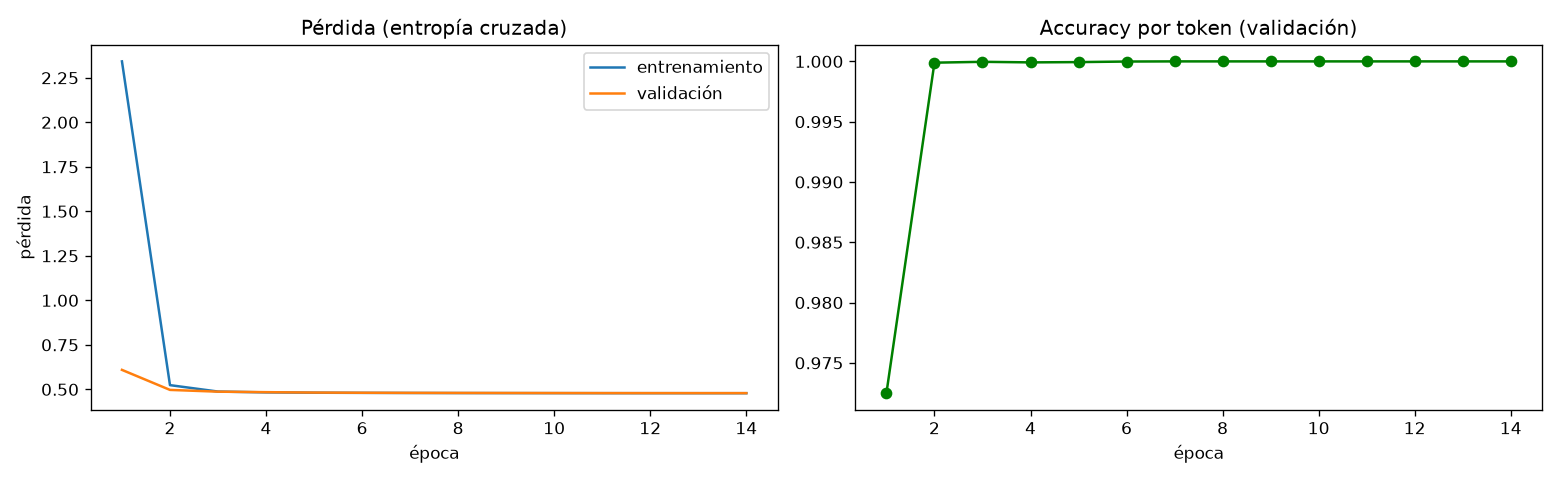 Pérdida (entropía cruzada)
entrenamiento
validación
2.25
2.00
1.75
1.50
1.25
1.00
0.75
0.50
pérdida
2 4 6 8 10 12 14
época
Accuracy por token (validación)
1.000
0.995
0.990
0.985
0.980
0.975
2 4 6 8 10 12 14
época